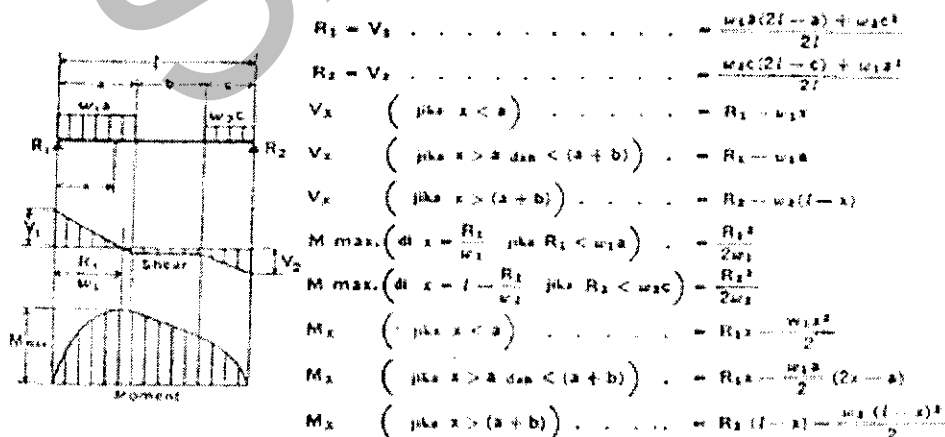 R₁ = V₁ . . . . . . . . . . = w₁a(2l − a) + w₂c² / 2l
R₂ = V₂ . . . . . . . . . . = w₂c(2l − c) + w₁a² / 2l
Vx ( jika x < a ) . . . . . = R₁ − w₁x
Vx ( jika x > a dan < (a + b) ) . = R₁ − w₁a
Vx ( jika x > (a + b) ) . . . . = R₂ − w₂(l − x)
M max. ( di x = R₁/w₁ jika R₁ < w₁a ) . = R₁² / 2w₁
M max. ( di x = l − R₂/w₂ jika R₂ < w₂c ) = R₂² / 2w₂
Mx ( jika x < a ) . . . . . = R₁x − w₁x² / 2
Mx ( jika x > a dan < (a + b) ) . = R₁x − w₁a / 2 (2x − a)
Mx ( jika x > (a + b) ) . . . . = R₂ (l − x) − w₂ (l − x)² / 2
l
a b c
w₁a w₂c
R₁ R₂
x
V₁
R₁/w₁ Shear V₂
M max.
Moment